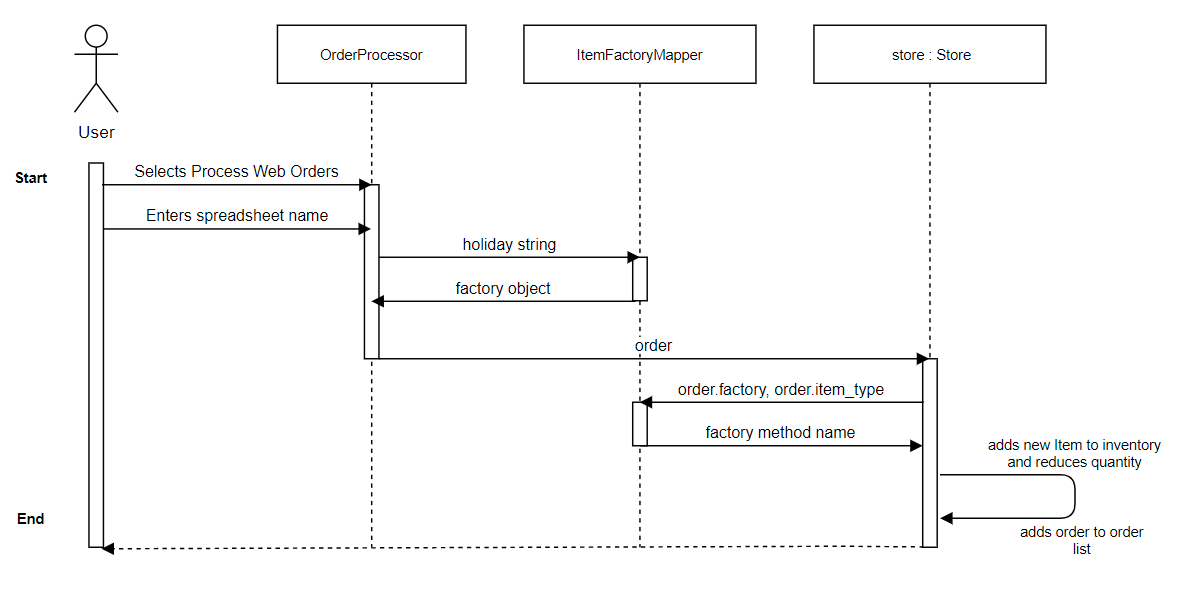 OrderProcessor
ItemFactoryMapper
store : Store
User
Start
Selects Process Web Orders
Enters spreadsheet name
holiday string
factory object
order
order.factory, order.item_type
factory method name
adds new Item to inventory
and reduces quantity
End
adds order to order
list